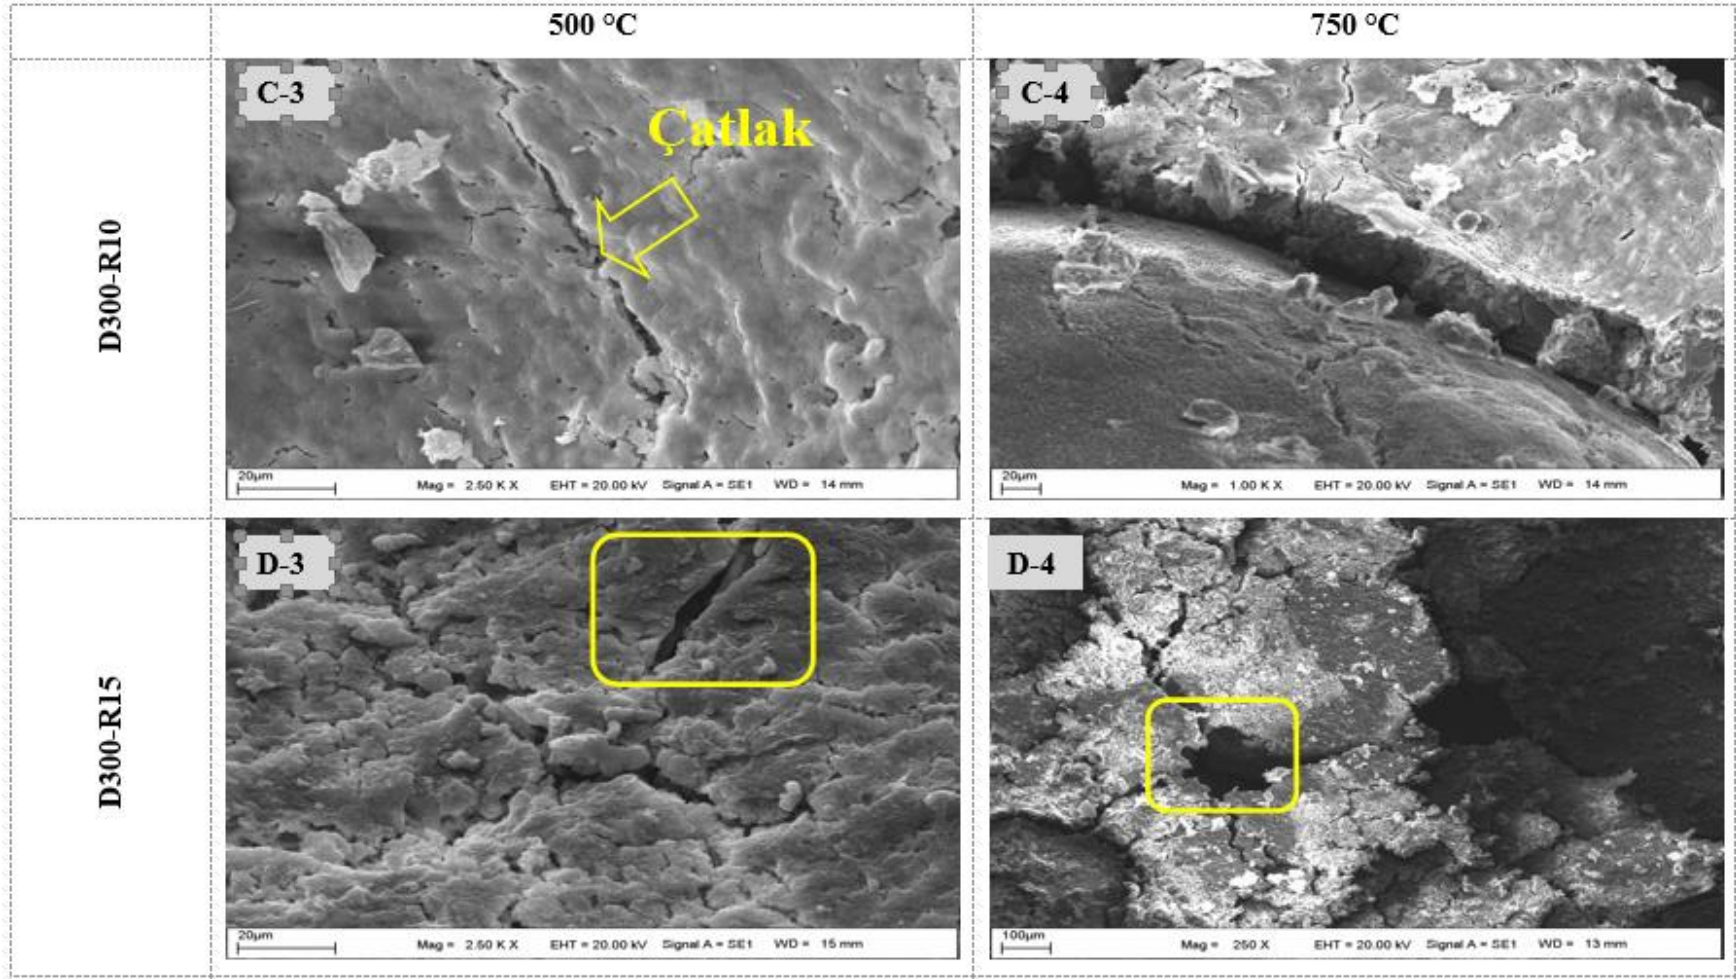 500 °C
750 °C
D300-R10
C-3
Çatlak
20µm
Mag = 2.50 K X EHT = 20.00 kV Signal A = SE1 WD = 14 mm
C-4
20µm
Mag = 1.00 K X EHT = 20.00 kV Signal A = SE1 WD = 14 mm
D300-R15
D-3
20µm
Mag = 2.50 K X EHT = 20.00 kV Signal A = SE1 WD = 15 mm
D-4
100µm
Mag = 250 X EHT = 20.00 kV Signal A = SE1 WD = 13 mm